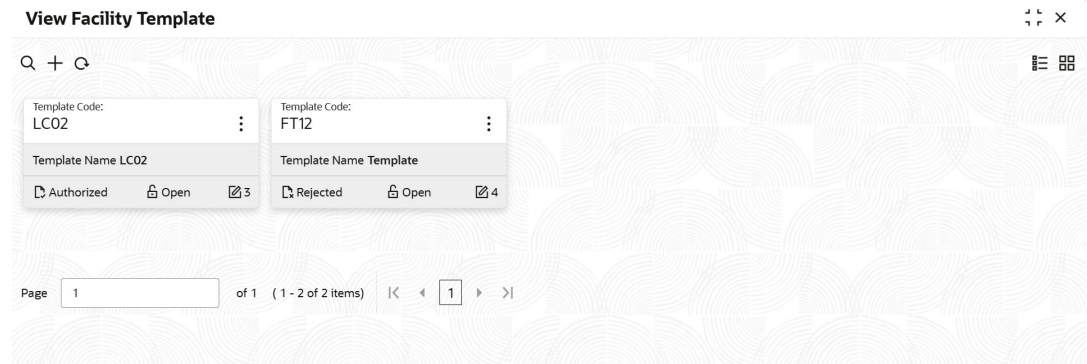 View Facility Template
Template Code:
LC02
Template Name LC02
Authorized Open 3
Template Code:
FT12
Template Name Template
Rejected Open 4
Page 1 of 1 ( 1 - 2 of 2 items) 1